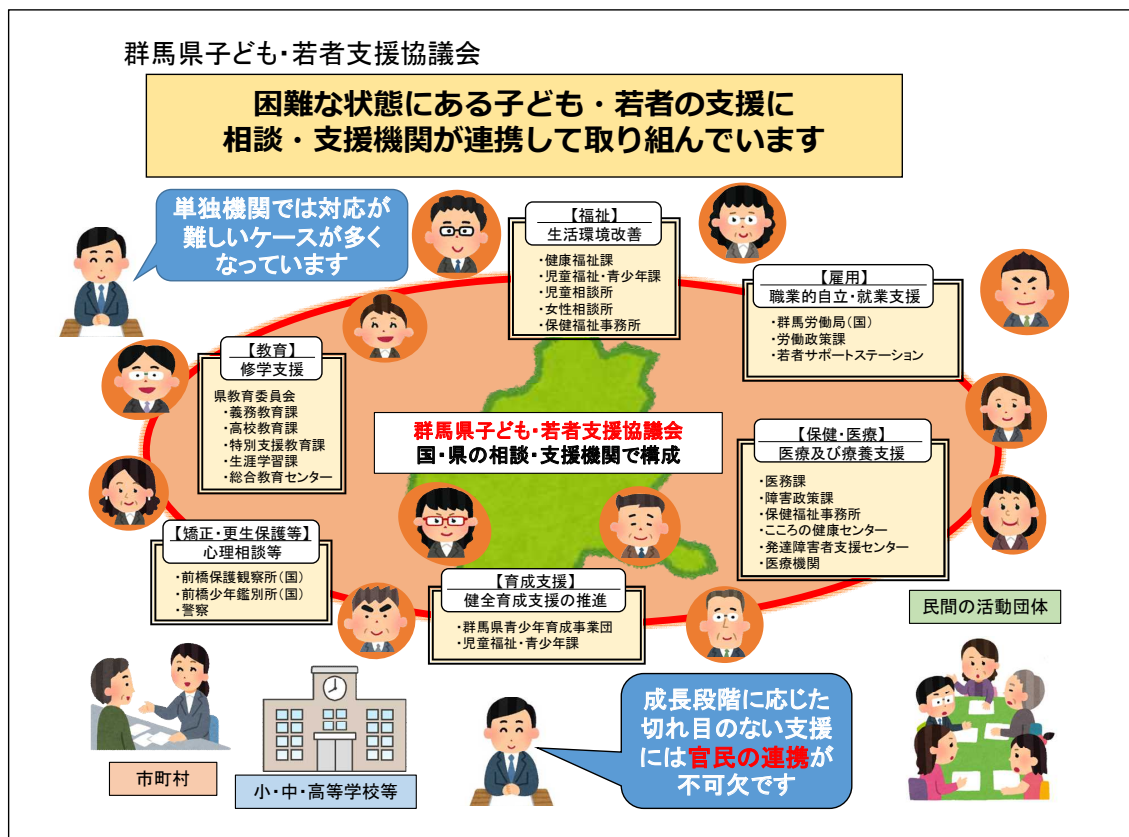 群馬県子ども・若者支援協議会
困難な状態にある子ども・若者の支援に
相談・支援機関が連携して取り組んでいます
単独機関では対応が
難しいケースが多く
なっています
【福祉】
生活環境改善
・健康福祉課
・児童福祉・青少年課
・児童相談所
・女性相談所
・保健福祉事務所
【雇用】
職業的自立・就業支援
・群馬労働局(国)
・労働政策課
・若者サポートステーション
【教育】
修学支援
県教育委員会
・義務教育課
・高校教育課
・特別支援教育課
・生涯学習課
・総合教育センター
群馬県子ども・若者支援協議会
国・県の相談・支援機関で構成
【保健・医療】
医療及び療養支援
・医務課
・障害政策課
・保健福祉事務所
・こころの健康センター
・発達障害者支援センター
・医療機関
【矯正・更生保護等】
心理相談等
・前橋保護観察所(国)
・前橋少年鑑別所(国)
・警察
【育成支援】
健全育成支援の推進
・群馬県青少年育成事業団
・児童福祉・青少年課
民間の活動団体
市町村
小・中・高等学校等
成長段階に応じた
切れ目のない支援
には官民の連携が
不可欠です